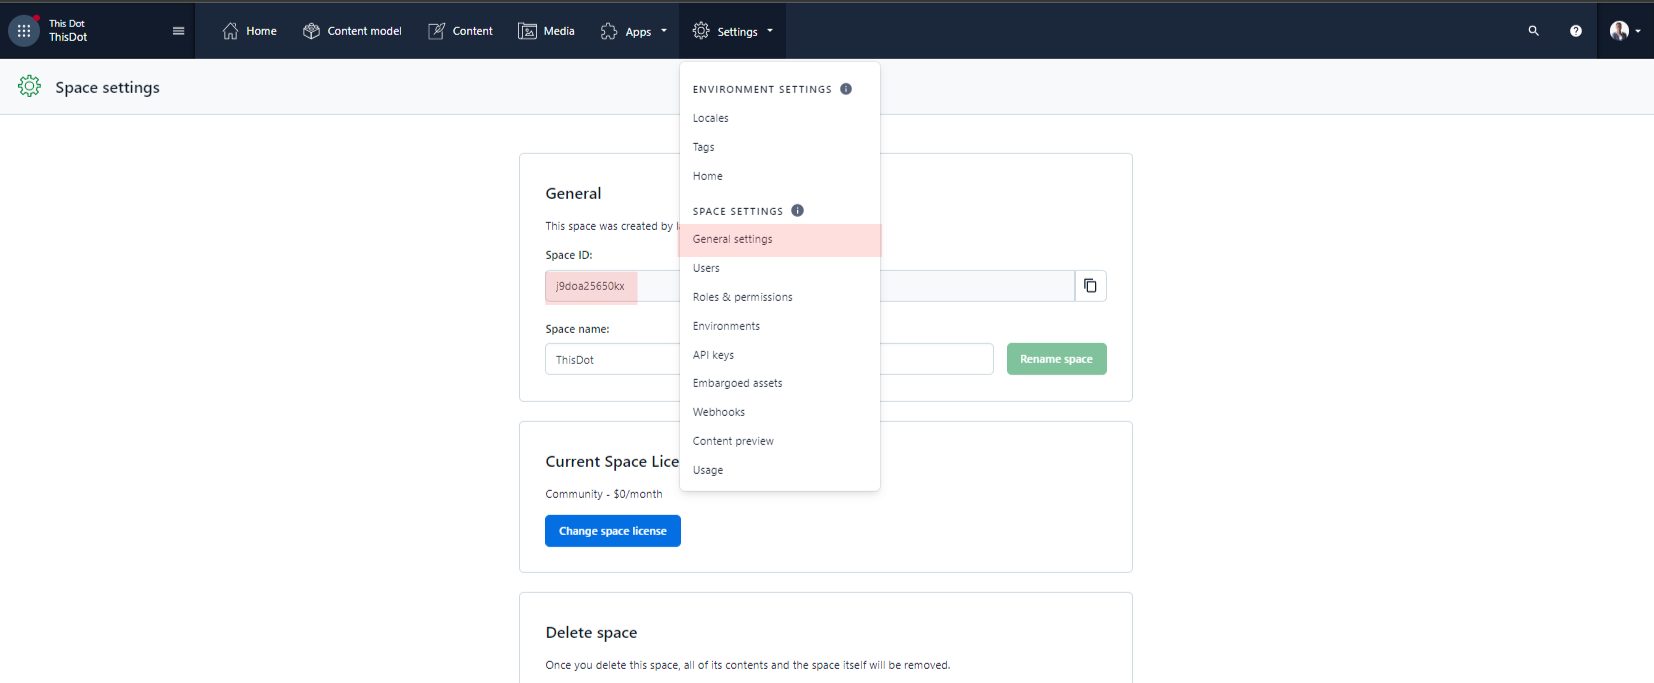 This Dot
ThisDot
Home
Content model
Content
Media
Apps
Settings
Space settings
ENVIRONMENT SETTINGS
Locales
Tags
Home
SPACE SETTINGS
General settings
Users
Roles & permissions
Environments
API keys
Embargoed assets
Webhooks
Content preview
Usage
General
This space was created by
Space ID:
j9doa25650kx
Space name:
ThisDot
Rename space
Current Space Lice
Community - $0/month
Change space license
Delete space
Once you delete this space, all of its contents and the space itself will be removed.